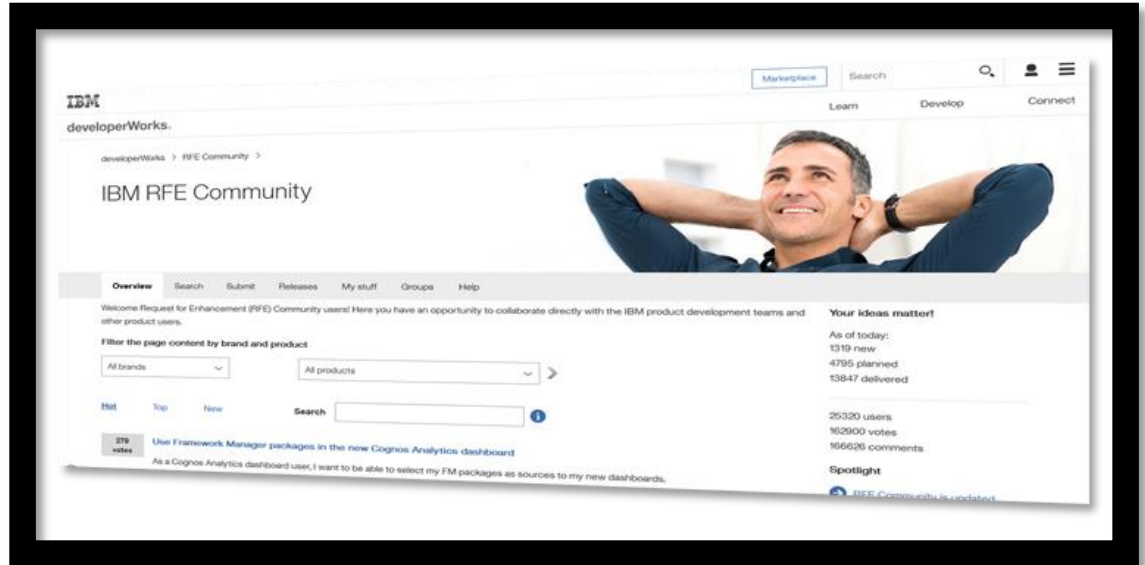 Marketplace
Search
IBM
Learn Develop Connect
developerWorks.
developerWorks > RFE Community >
IBM RFE Community
Overview Search Submit Releases My stuff Groups Help
Welcome Request for Enhancement (RFE) Community users! Here you have an opportunity to collaborate directly with the IBM product development teams and
other product users.
Filter the page content by brand and product
All brands
All products
Hot Top New
Search
279
votes
Use Framework Manager packages in the new Cognos Analytics dashboard
As a Cognos Analytics dashboard user, I want to be able to select my FM packages as sources to my new dashboards.
Your ideas matter!
As of today:
1319 new
4795 planned
13847 delivered
25320 users
162900 votes
166626 comments
Spotlight
RFE Community is updated